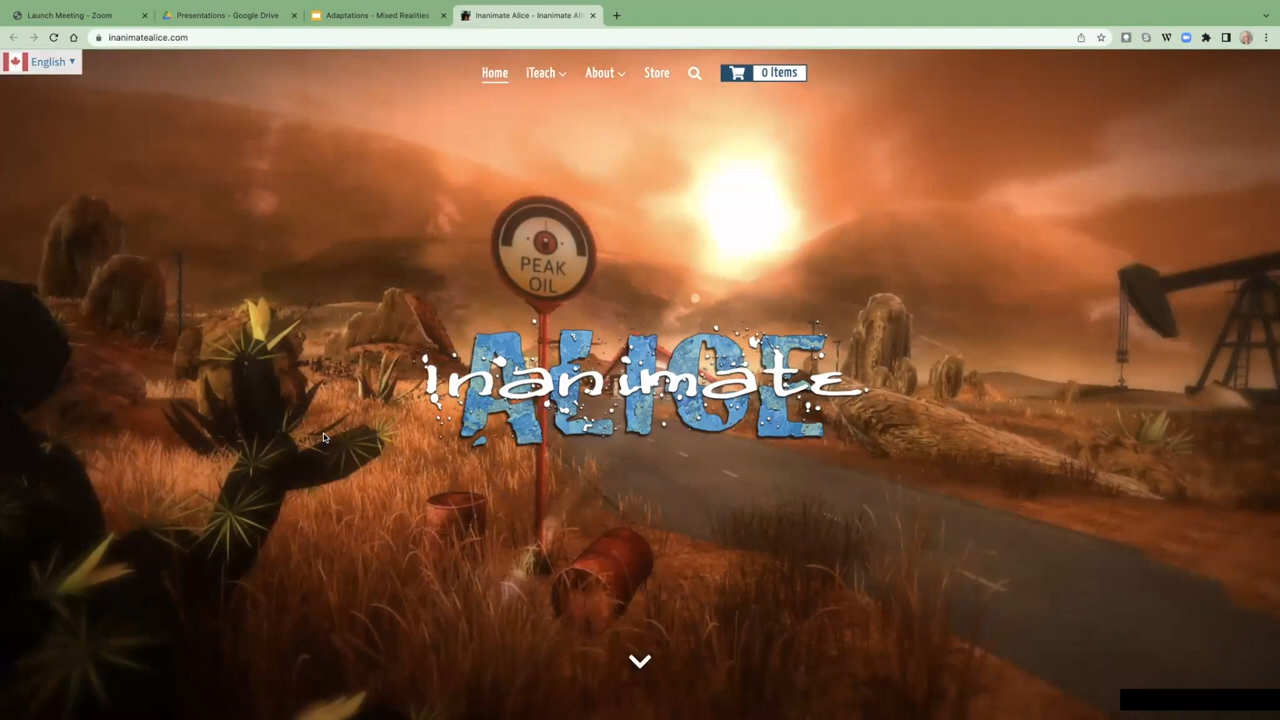 Launch Meeting - Zoom
Presentations - Google Drive
Adaptations - Mixed Realities
Inanimate Alice - Inanimate Ali
inanimatealice.com
English
Home
iTeach
About
Store
0 Items
PEAK
OIL
inanimate
ALICE